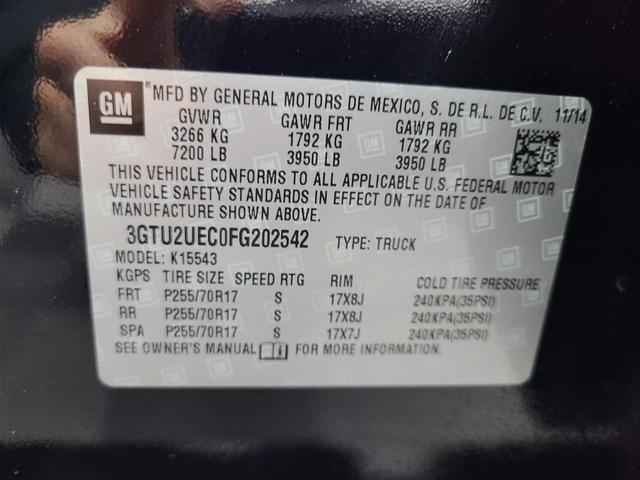 GM ®MFD BY GENERAL MOTORS DE MEXICO, S. DE R.L. DE C.V. 11/14
GVWR GAWR FRT GAWR RR
3266 KG 1792 KG 1792 KG
7200 LB 3950 LB 3950 LB
THIS VEHICLE CONFORMS TO ALL APPLICABLE U.S. FEDERAL MOTOR
VEHICLE SAFETY STANDARDS IN EFFECT ON THE DATE OF
MANUFACTURE SHOWN ABOVE.
3GTU2UEC0FG202542 TYPE: TRUCK
MODEL: K15543
KGPS TIRE SIZE SPEED RTG RIM COLD TIRE PRESSURE
FRT P255/70R17 S 17X8J 240KPA(35PSI)
RR P255/70R17 S 17X8J 240KPA(35PSI)
SPA P255/70R17 S 17X7J 240KPA(35PSI)
SEE OWNER'S MANUAL FOR MORE INFORMATION.